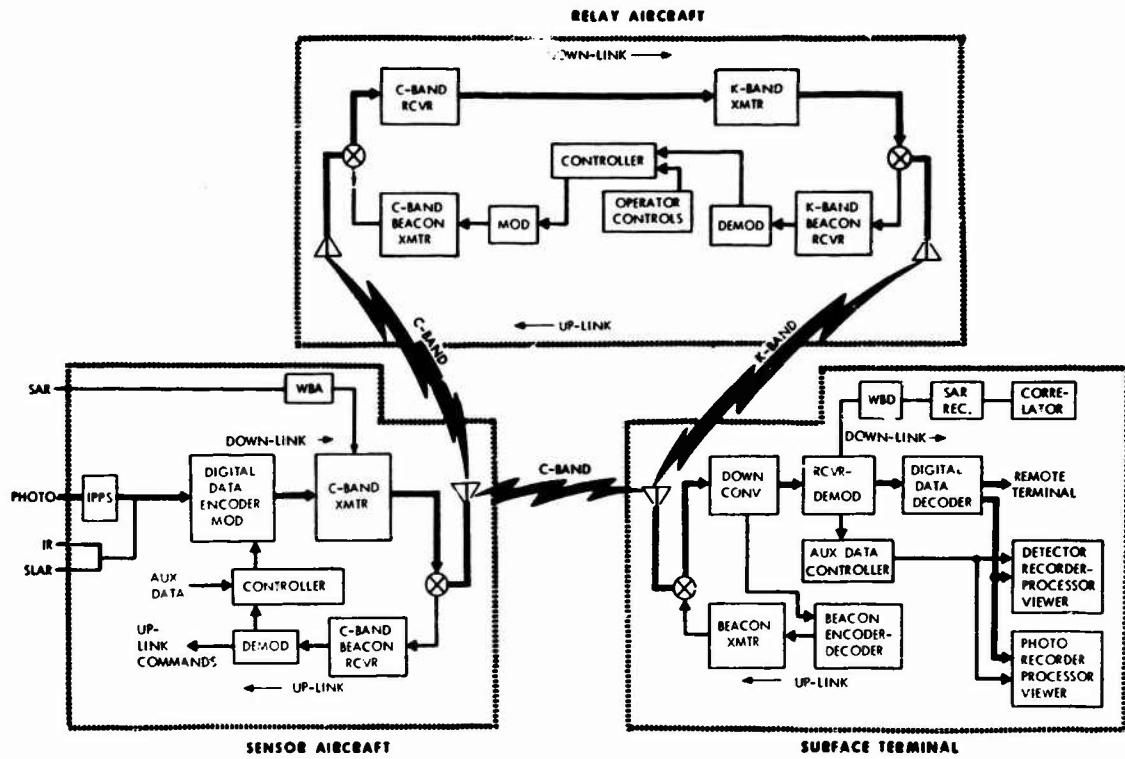 RELAY AIRCRAFT
DOWN-LINK
C-BAND
RCVR
K-BAND
XMTR
CONTROLLER
OPERATOR
CONTROLS
C-BAND
BEACON
XMTR
MOD
DEMOD
K-BAND
BEACON
RCVR
UP-LINK
C-BAND
K-BAND
C-BAND
SAR
WBA
DOWN-LINK
PHOTO
IPPS
DIGITAL
DATA
ENCODER
MOD
C-BAND
XMTR
IR
SLAR
AUX
DATA
CONTROLLER
UP-
LINK
COMMANDS
DEMOD
C-BAND
BEACON
RCVR
UP-LINK
SENSOR AIRCRAFT
WBD
SAR
REC.
CORRE-
LATOR
DOWN-LINK
DOWN
CONV
RCVR-
DEMOD
DIGITAL
DATA
DECODER
REMOTE
TERMINAL
AUX DATA
CONTROLLER
DETECTOR
RECORDER-
PROCESSOR
VIEWER
BEACON
XMTR
BEACON
ENCODER-
DECODER
PHOTO
RECORDER
PROCESSOR
VIEWER
UP-LINK
SURFACE TERMINAL